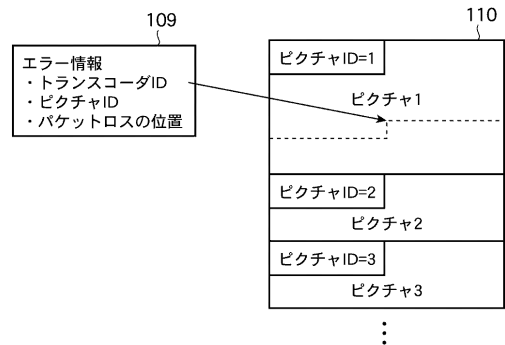 109
110
エラー情報
・トランスコーダID
・ピクチャID
・パケットロスの位置
ピクチャID=1
ピクチャ1
ピクチャID=2
ピクチャ2
ピクチャID=3
ピクチャ3